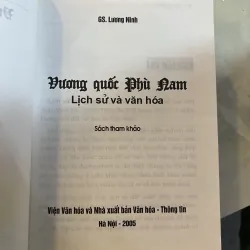 GS. Lương Ninh
Vương quốc Phù Nam
Lịch sử và văn hóa
Sách tham khảo
Viện Văn hóa và Nhà xuất bản Văn hóa - Thông tin
Hà Nội - 2005